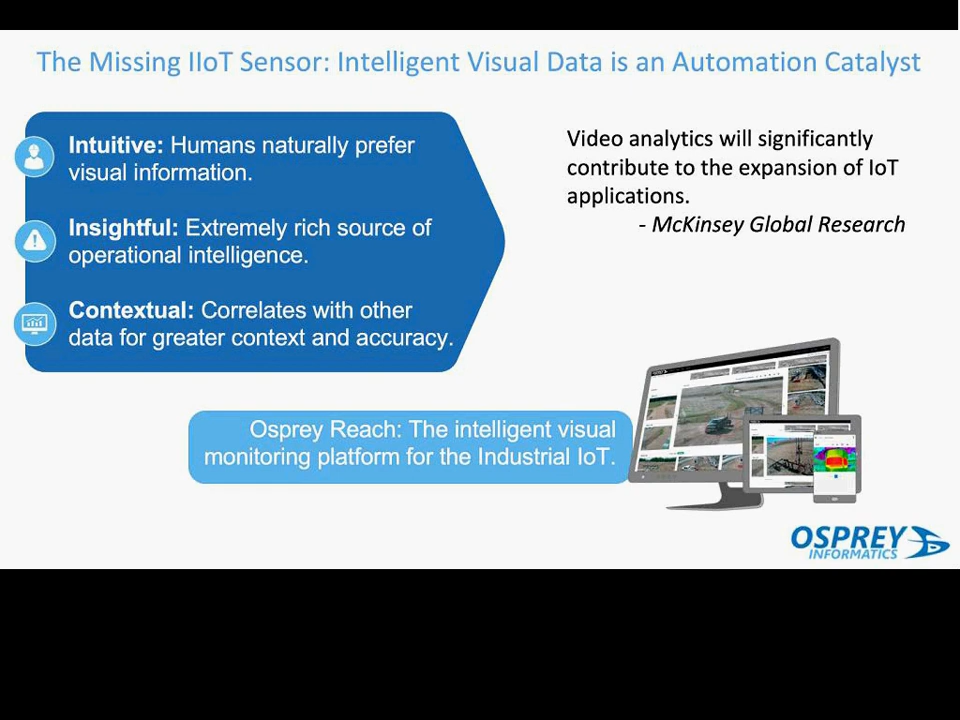 The Missing IIoT Sensor: Intelligent Visual Data is an Automation Catalyst
Intuitive: Humans naturally prefer
visual information.
Insightful: Extremely rich source of
operational intelligence.
Contextual: Correlates with other
data for greater context and accuracy.
Video analytics will significantly
contribute to the expansion of IoT
applications.
- McKinsey Global Research
Osprey Reach: The intelligent visual
monitoring platform for the Industrial IoT.
OSPREY
INFORMATICS